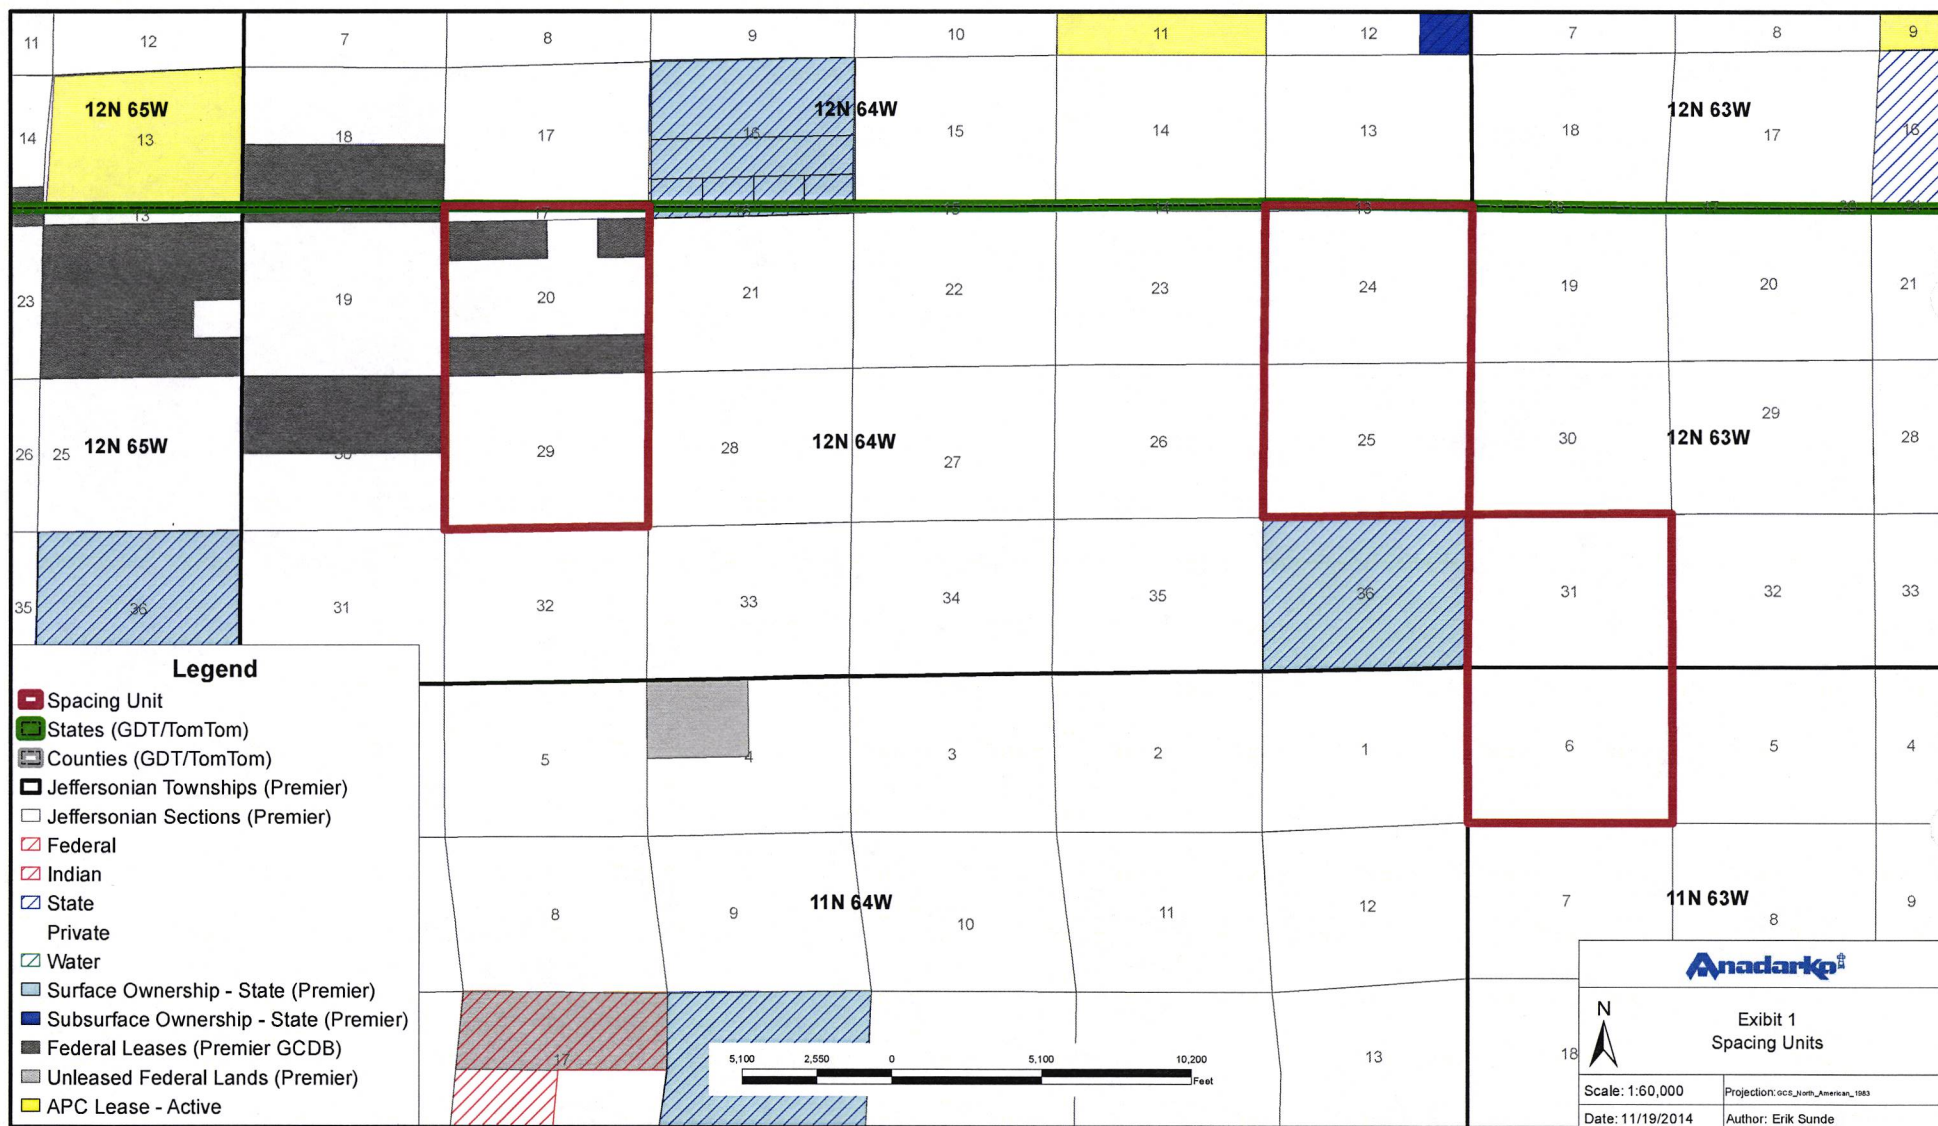 11 12 7 8 9 10 11 12 7 8 9
12N 65W 12N 64W 12N 63W
14 13 18 17 16 15 14 13 18 17 16
13 17 15 14 13
23 19 20 21 22 23 24 19 20 21
26 25 30 29 28 27 26 25 30 29 28
12N 65W 12N 64W 12N 63W
35 36 31 32 33 34 35 36 31 32 33
5 4 3 2 1 6 5 4
8 9 10 11 12 7 8 9
11N 64W 11N 63W
17 13 18
Legend
Spacing Unit
States (GDT/TomTom)
Counties (GDT/TomTom)
Jeffersonian Townships (Premier)
Jeffersonian Sections (Premier)
Federal
Indian
State
Private
Water
Surface Ownership - State (Premier)
Subsurface Ownership - State (Premier)
Federal Leases (Premier GCDB)
Unleased Federal Lands (Premier)
APC Lease - Active
5,100 2,550 0 5,100 10,200
Feet
Anadarko
N
Exibit 1
Spacing Units
Scale: 1:60,000
Projection: GCS_North_American_1983
Date: 11/19/2014
Author: Erik Sunde